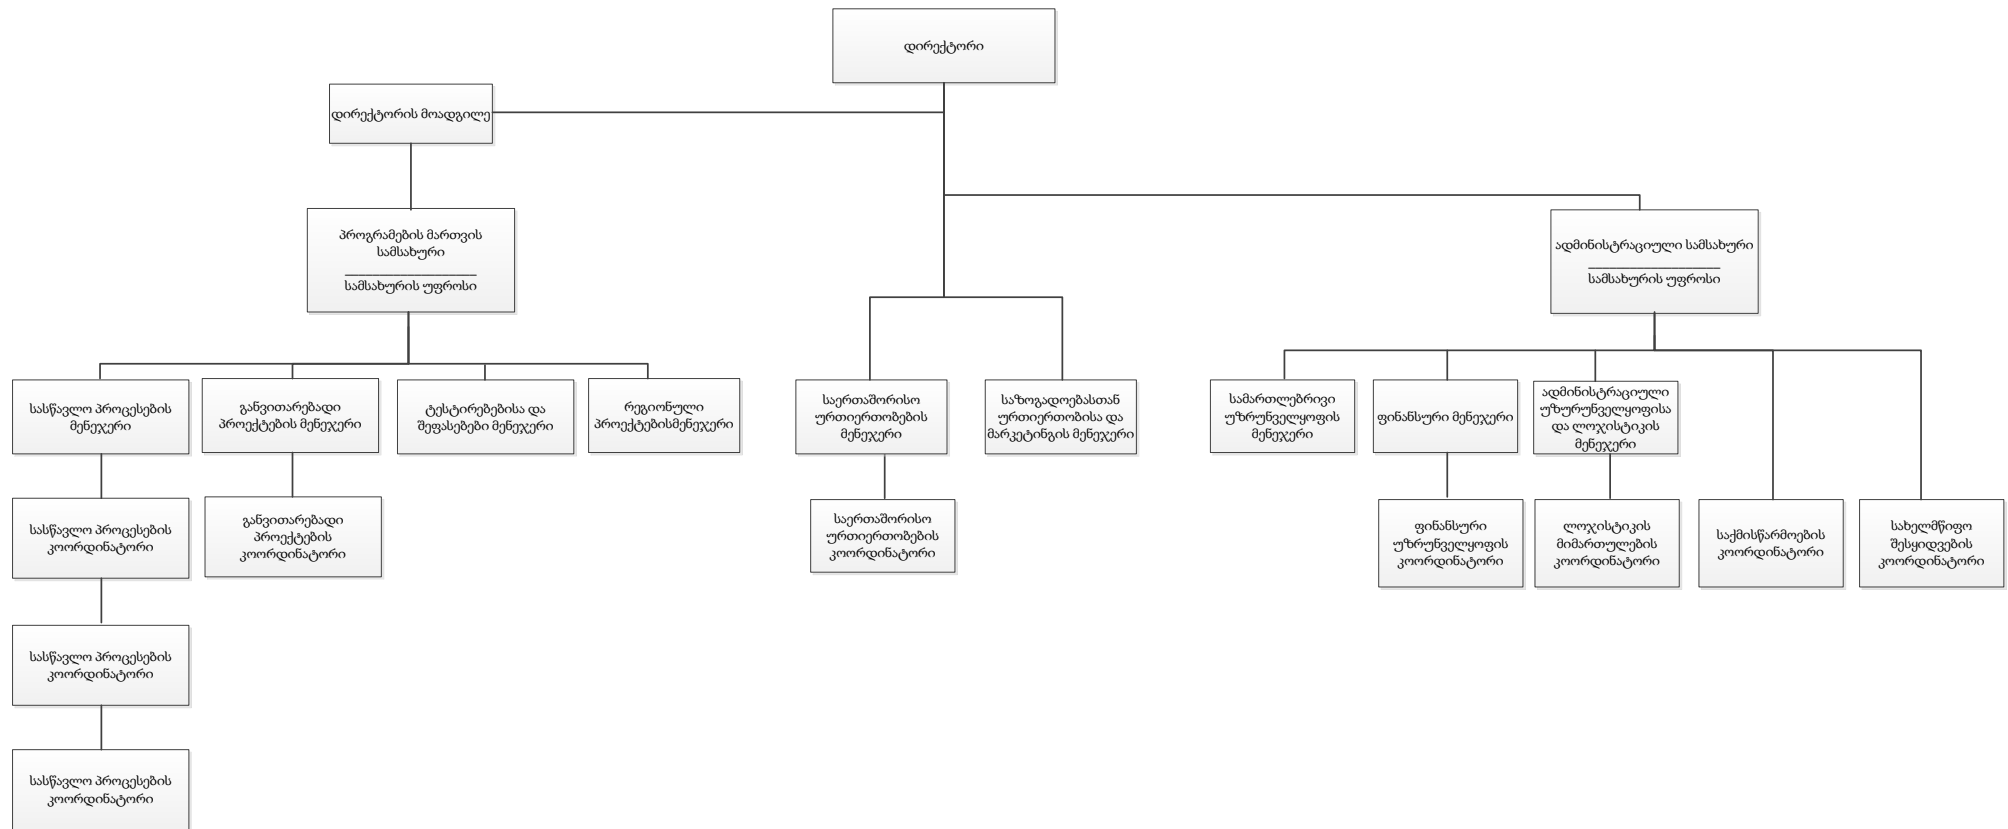 დირექტორი
დირექტორის მოადგილე
პროგრამების მართვის
სამსახური
სამსახურის უფროსი
ადმინისტრაციული სამსახური
სამსახურის უფროსი
სასწავლო პროცესების
მენეჯერი
განვითარებადი
პროექტების მენეჯერი
ტესტირებებისა და
შეფასებები მენეჯერი
რეგიონული
პროექტებისმენეჯერი
საერთაშორისო
ურთიერთობების
მენეჯერი
საზოგადოებასთან
ურთიერთობისა და
მარკეტინგის მენეჯერი
სამართლებრივი
უზრუნველყოფის
მენეჯერი
ფინანსური მენეჯერი
ადმინისტრაციული
უზურუნველყოფისა
და ლოჯისტიკის
მენეჯერი
სასწავლო პროცესების
კოორდინატორი
განვითარებადი
პროექტების
კოორდინატორი
საერთაშორისო
ურთიერთობების
კოორდინატორი
ფინანსური
უზრუნველყოფის
კოორდინატორი
ლოჯისტიკის
მიმართულების
კოორდინატორი
საქმისწარმოების
კოორდინატორი
სახელმწიფო
შესყიდვების
კოორდინატორი
სასწავლო პროცესების
კოორდინატორი
სასწავლო პროცესების
კოორდინატორი